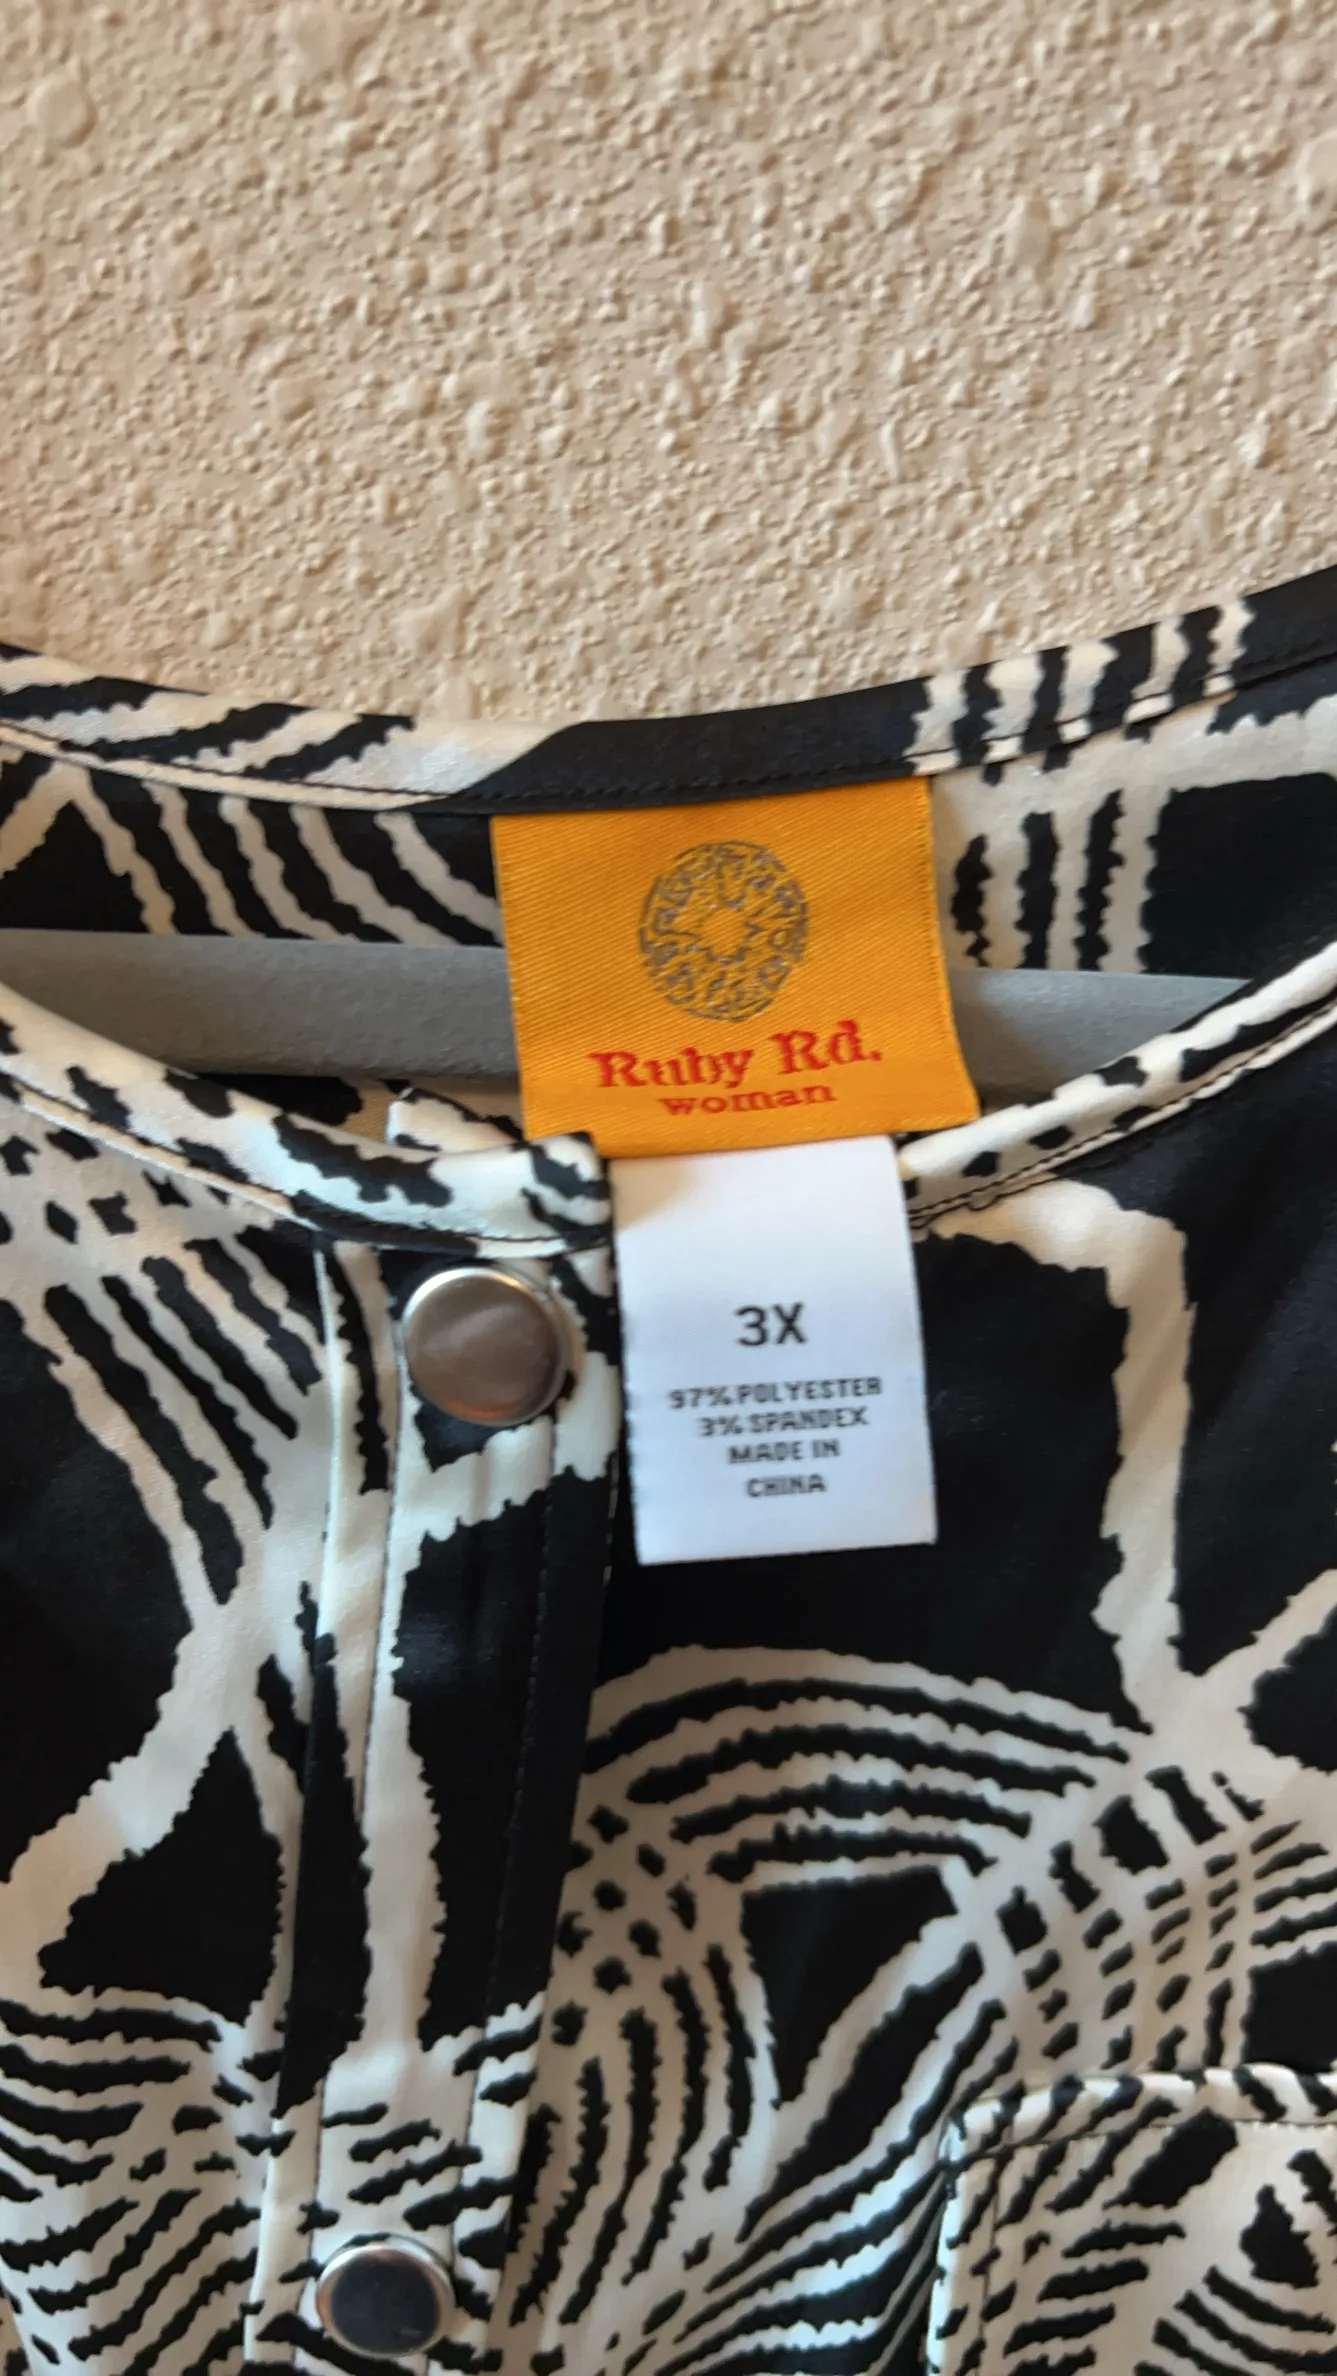 Ruby Rd.
woman
3X
97% POLYESTER
3% SPANDEX
MADE IN
CHINA